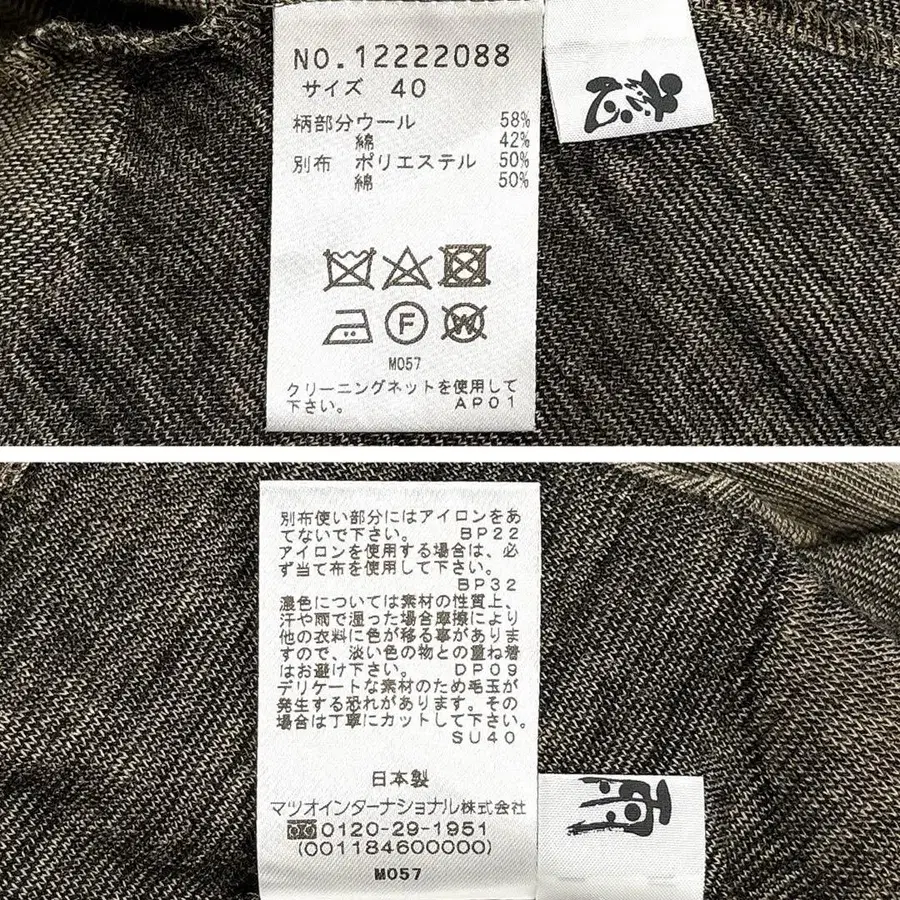 NO.12222088
サイズ 40
柄部分ウール 58%
綿 42%
別布 ポリエステル 50%
綿 50%
F
W
M057
クリーニングネットを使用して
下さい。 AP01
別布使い部分にはアイロンをあ
てないで下さい。 BP22
アイロンを使用する場合は、必
ず当て布を使用して下さい。
BP32
濃色については素材の性質上、
汗や雨で湿った場合摩擦により
他の衣料に色が移る事がありま
すので、淡い色の物との重ね着
はお避け下さい。 DP09
デリケートな素材のため毛玉が
発生する恐れがあります。その
場合は丁寧にカットして下さい。
SU40
日本製
マツオインターナショナル株式会社
0120-29-1951
(001184600000)
M057